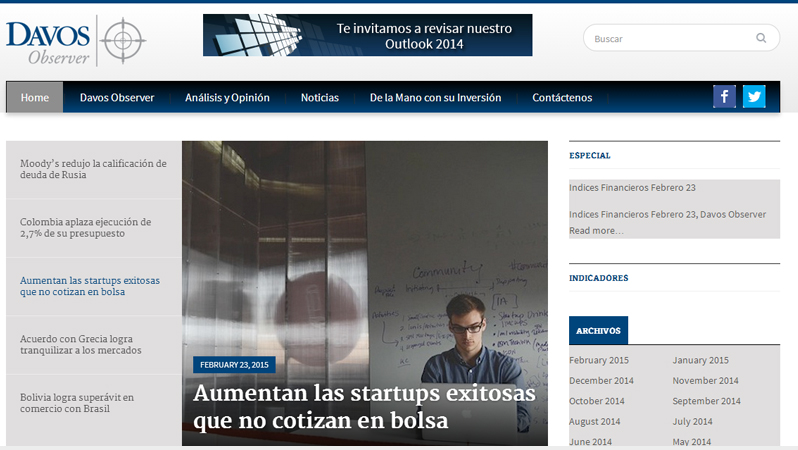 DAVOS
Observer
Te invitamos a revisar nuestro
Outlook 2014
Buscar
Home
Davos Observer
Análisis y Opinión
Noticias
De la Mano con su Inversión
Contáctenos
Moody's redujo la calificación de
deuda de Rusia
Colombia aplaza ejecución de
2,7% de su presupuesto
Aumentan las startups exitosas
que no cotizan en bolsa
Acuerdo con Grecia logra
tranquilizar a los mercados
Bolivia logra superávit en
comercio con Brasil
Community
FEBRUARY 23, 2015
Aumentan las startups exitosas
que no cotizan en bolsa
ESPECIAL
Indices Financieros Febrero 23
Indices Financieros Febrero 23, Davos Observer
Read more...
INDICADORES
ARCHIVOS
February 2015
January 2015
December 2014
November 2014
October 2014
September 2014
August 2014
July 2014
June 2014
May 2014